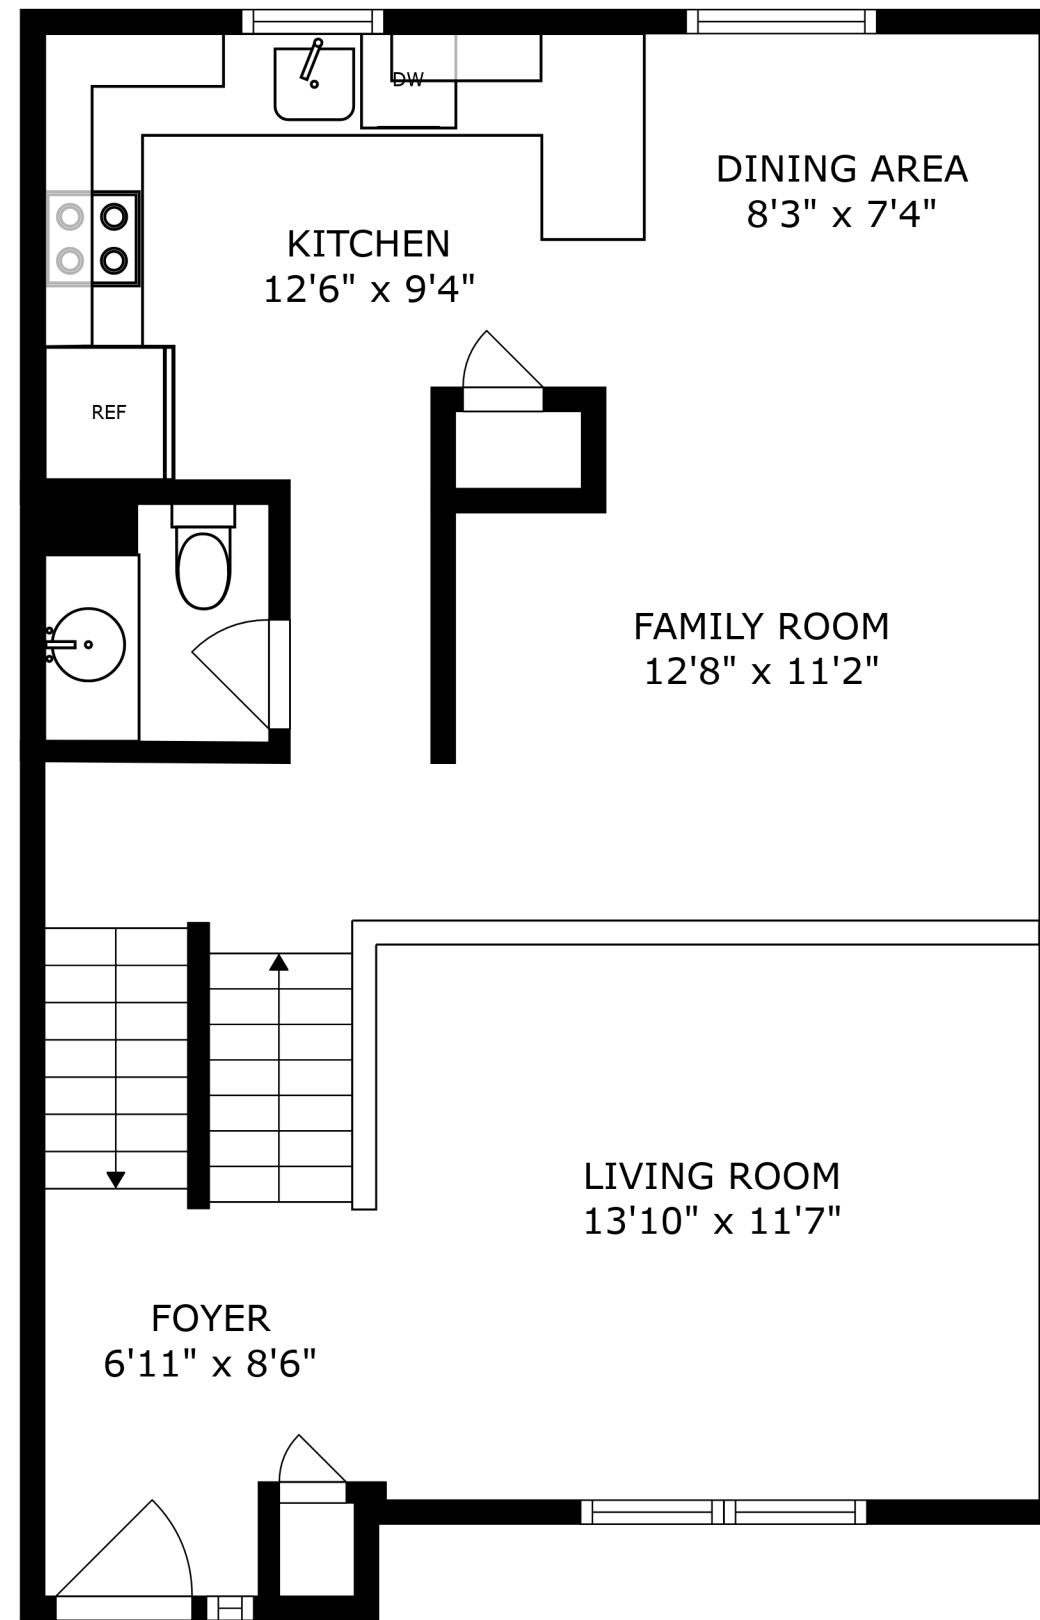 DW
DINING AREA
8'3" x 7'4"
KITCHEN
12'6" x 9'4"
REF
FAMILY ROOM
12'8" x 11'2"
LIVING ROOM
13'10" x 11'7"
FOYER
6'11" x 8'6"